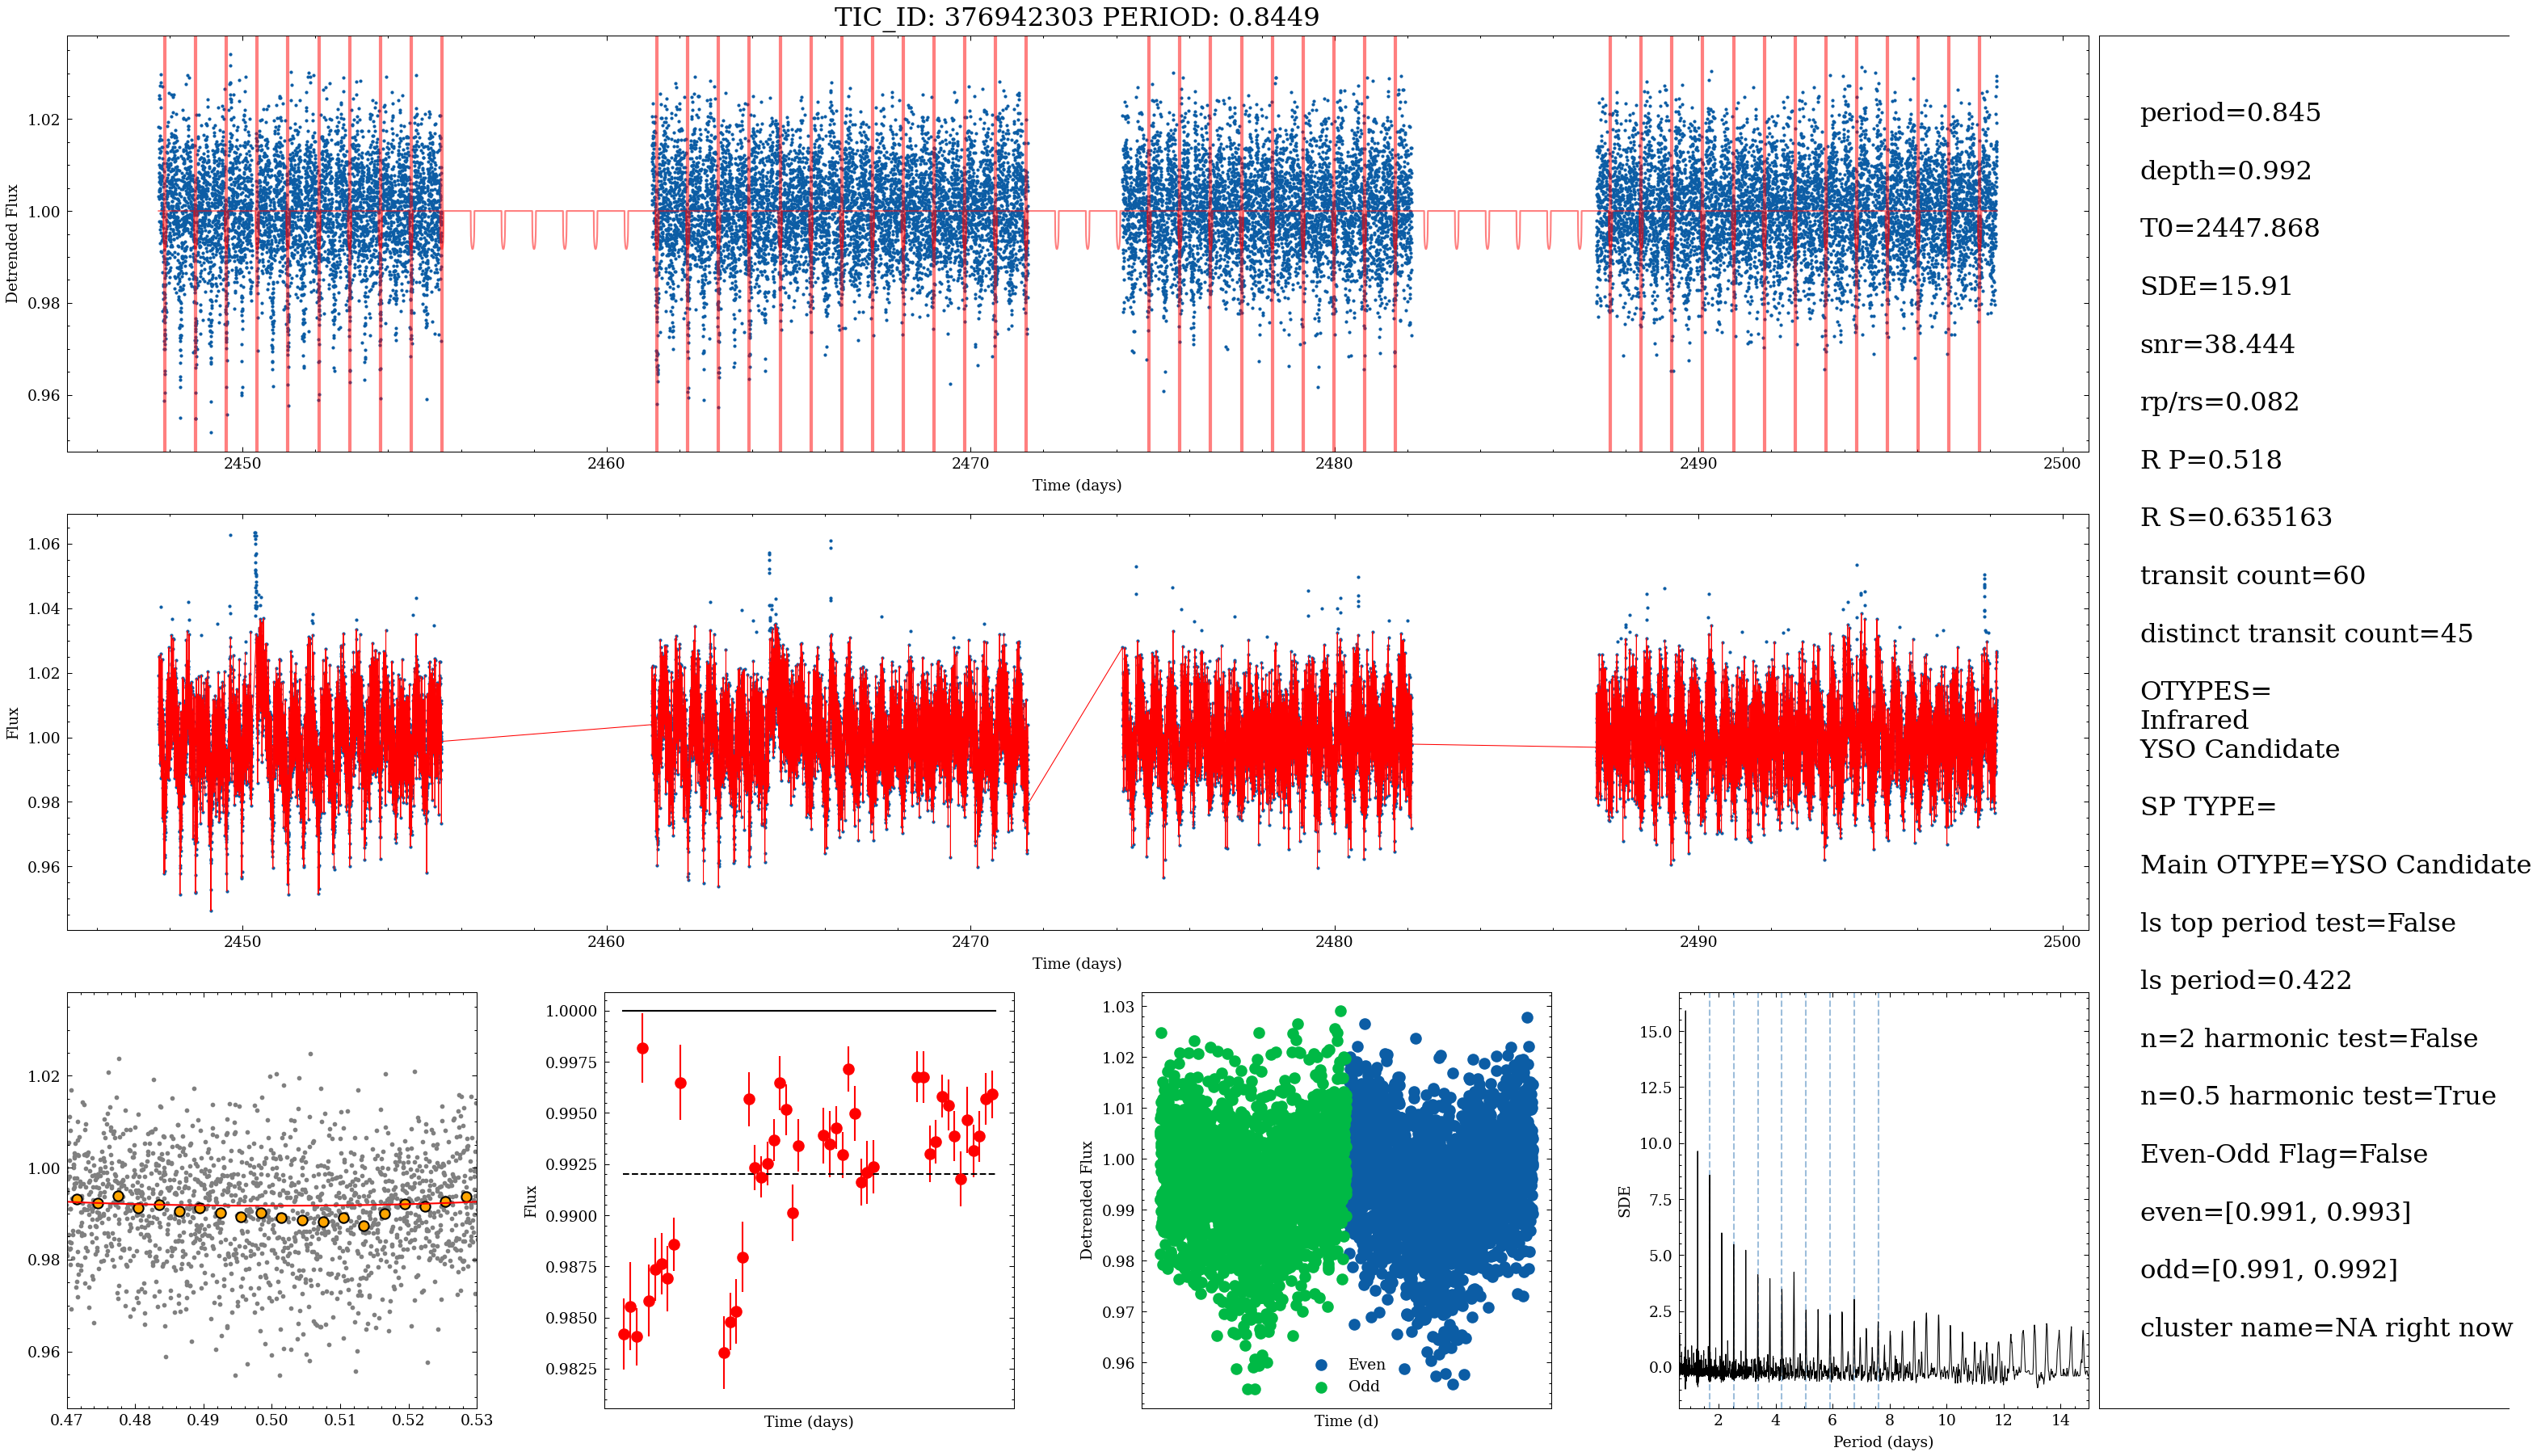 TIC_ID: 376942303 PERIOD: 0.8449
Detrended Flux
1.02
1.00
0.98
0.96
2450
2460
2470
2480
2490
2500
Time (days)
Flux
1.06
1.04
1.02
1.00
0.98
0.96
2450
2460
2470
2480
2490
2500
Time (days)
1.02
1.00
0.98
0.96
0.47
0.48
0.49
0.50
0.51
0.52
0.53
Flux
1.0000
0.9975
0.9950
0.9925
0.9900
0.9875
0.9850
0.9825
Time (days)
Detrended Flux
1.03
1.02
1.01
1.00
0.99
0.98
0.97
0.96
Even
Odd
Time (d)
SDE
15.0
12.5
10.0
7.5
5.0
2.5
0.0
2
4
6
8
10
12
14
Period (days)
period=0.845
depth=0.992
T0=2447.868
SDE=15.91
snr=38.444
rp/rs=0.082
R P=0.518
R S=0.635163
transit count=60
distinct transit count=45
OTYPES=
Infrared
YSO Candidate
SP TYPE=
Main OTYPE=YSO Candidate
ls top period test=False
ls period=0.422
n=2 harmonic test=False
n=0.5 harmonic test=True
Even-Odd Flag=False
even=[0.991, 0.993]
odd=[0.991, 0.992]
cluster name=NA right now